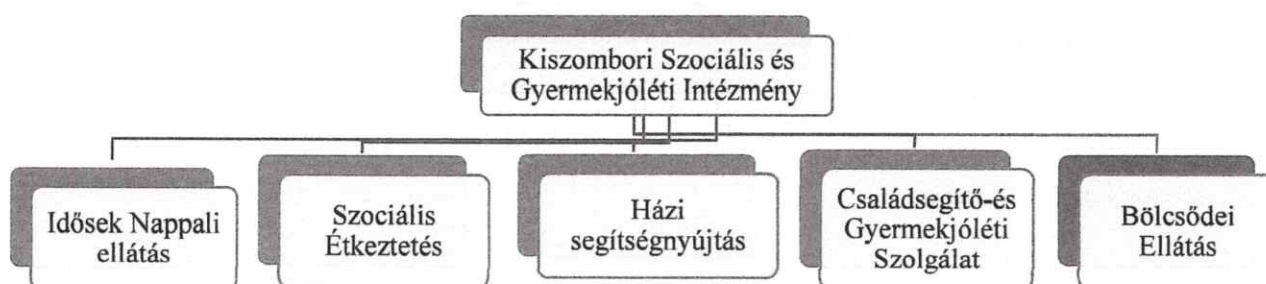 Kiszombori Szociális és
Gyermekjóléti Intézmény
Idősek Nappali
ellátás
Szociális
Étkeztetés
Házi
segítségnyújtás
Családsegítő-és
Gyermekjóléti
Szolgálat
Bölcsődei
Ellátás